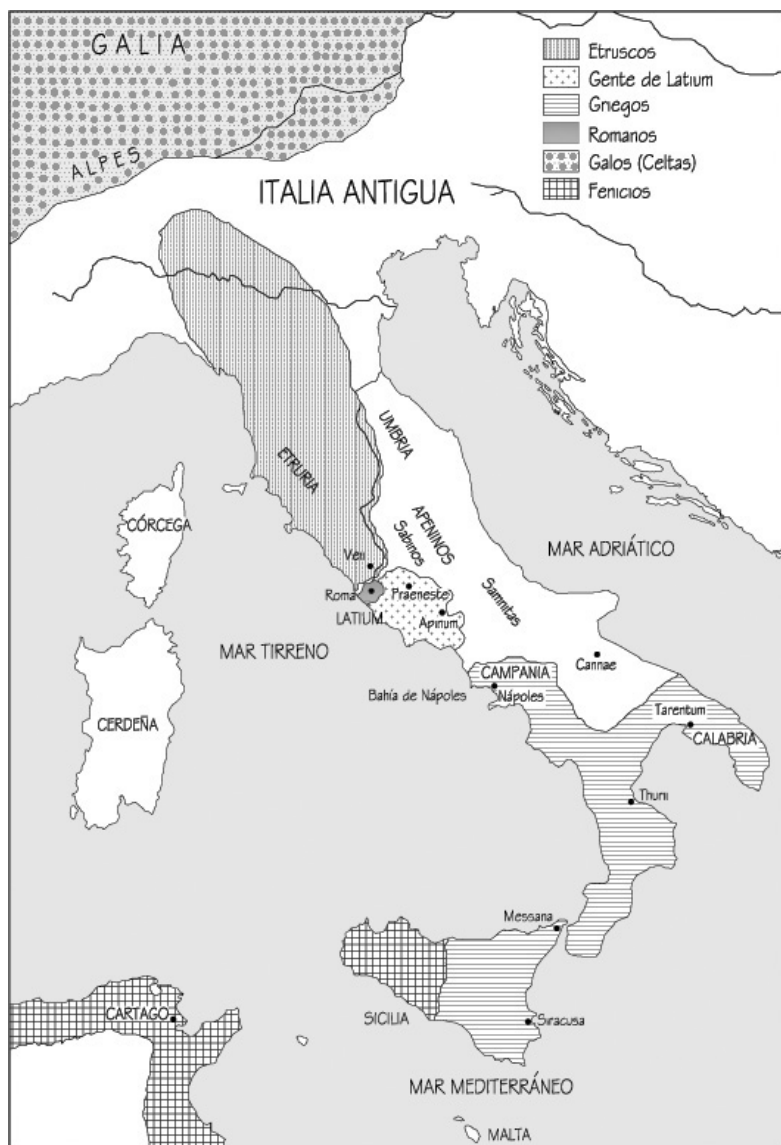 GALIA
ALPES
Etruscos
Gente de Latium
Griegos
Romanos
Galos (Celtas)
Fenicios
ITALIA ANTIGUA
UMBRIA
ETRURIA
APENINOS
Sabinos
CÓRCEGA
MAR ADRIÁTICO
Veii
Samnitas
Roma
Praeneste
LATIUM
Apinum
MAR TIRRENO
Cannae
CAMPANIA
Bahía de Nápoles
Nápoles
CERDEÑA
Tarentum
CALABRIA
Thurii
Messana
CARTAGO
SICILIA
Siracusa
MAR MEDITERRÁNEO
MALTA